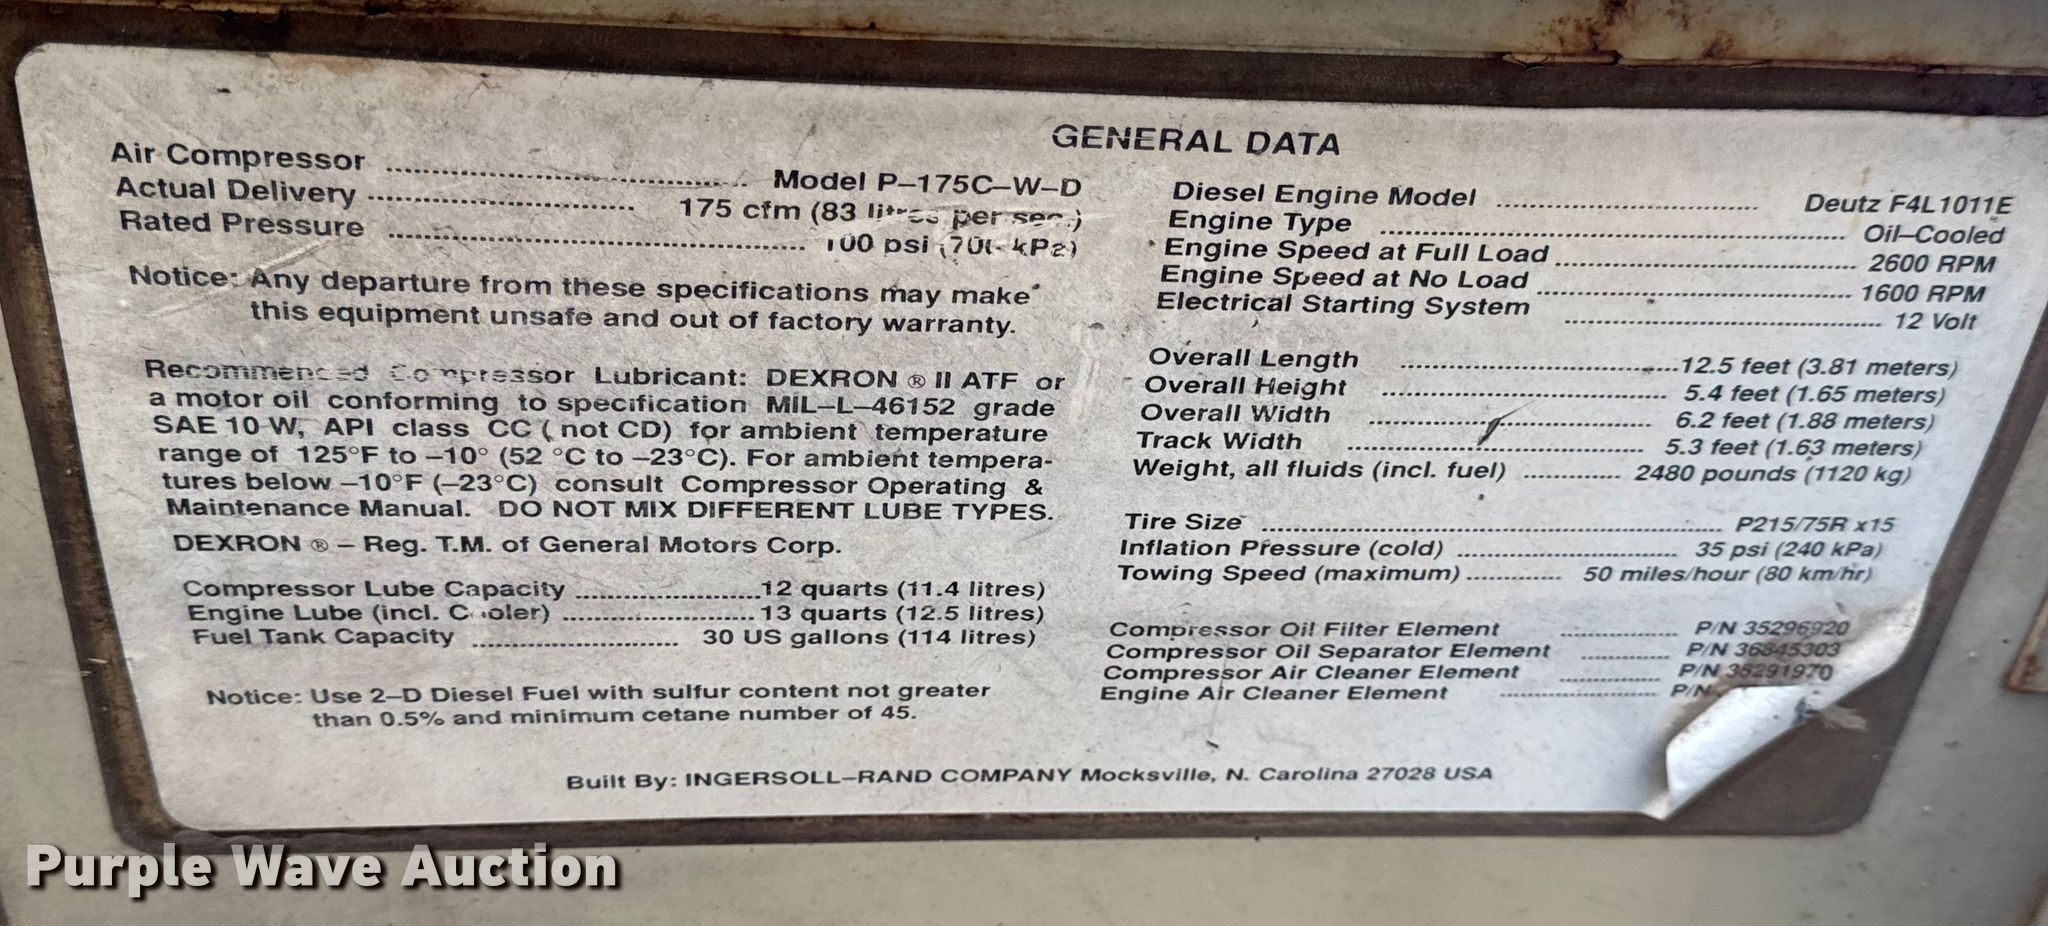 GENERAL DATA
Air Compressor ........ Model P–175C–W–D
Actual Delivery ........ 175 cfm (83 litres per sec.)
Rated Pressure ........ 100 psi (700 kPa)
Notice: Any departure from these specifications may make
this equipment unsafe and out of factory warranty.
Recommended Compressor Lubricant: DEXRON ® II ATF or
a motor oil conforming to specification MIL–L–46152 grade
SAE 10 W, API class CC ( not CD) for ambient temperature
range of 125°F to –10° (52 °C to –23°C). For ambient tempera-
tures below –10°F (–23°C) consult Compressor Operating &
Maintenance Manual. DO NOT MIX DIFFERENT LUBE TYPES.
DEXRON ® – Reg. T.M. of General Motors Corp.
Compressor Lube Capacity ........ 12 quarts (11.4 litres)
Engine Lube (incl. Cooler) ........ 13 quarts (12.5 litres)
Fuel Tank Capacity ........ 30 US gallons (114 litres)
Notice: Use 2–D Diesel Fuel with sulfur content not greater
than 0.5% and minimum cetane number of 45.
Diesel Engine Model ........ Deutz F4L1011E
Engine Type ........ Oil–Cooled
Engine Speed at Full Load ........ 2600 RPM
Engine Speed at No Load ........ 1600 RPM
Electrical Starting System ........ 12 Volt
Overall Length ........ 12.5 feet (3.81 meters)
Overall Height ........ 5.4 feet (1.65 meters)
Overall Width ........ 6.2 feet (1.88 meters)
Track Width ........ 5.3 feet (1.63 meters)
Weight, all fluids (incl. fuel) ........ 2480 pounds (1120 kg)
Tire Size ........ P215/75R x15
Inflation Pressure (cold) ........ 35 psi (240 kPa)
Towing Speed (maximum) ........ 50 miles/hour (80 km/hr)
Compressor Oil Filter Element ........ P/N 35296920
Compressor Oil Separator Element ........ P/N 36845303
Compressor Air Cleaner Element ........ P/N 35291970
Engine Air Cleaner Element ........ P/N
Built By: INGERSOLL–RAND COMPANY Mocksville, N. Carolina 27028 USA
Purple Wave Auction